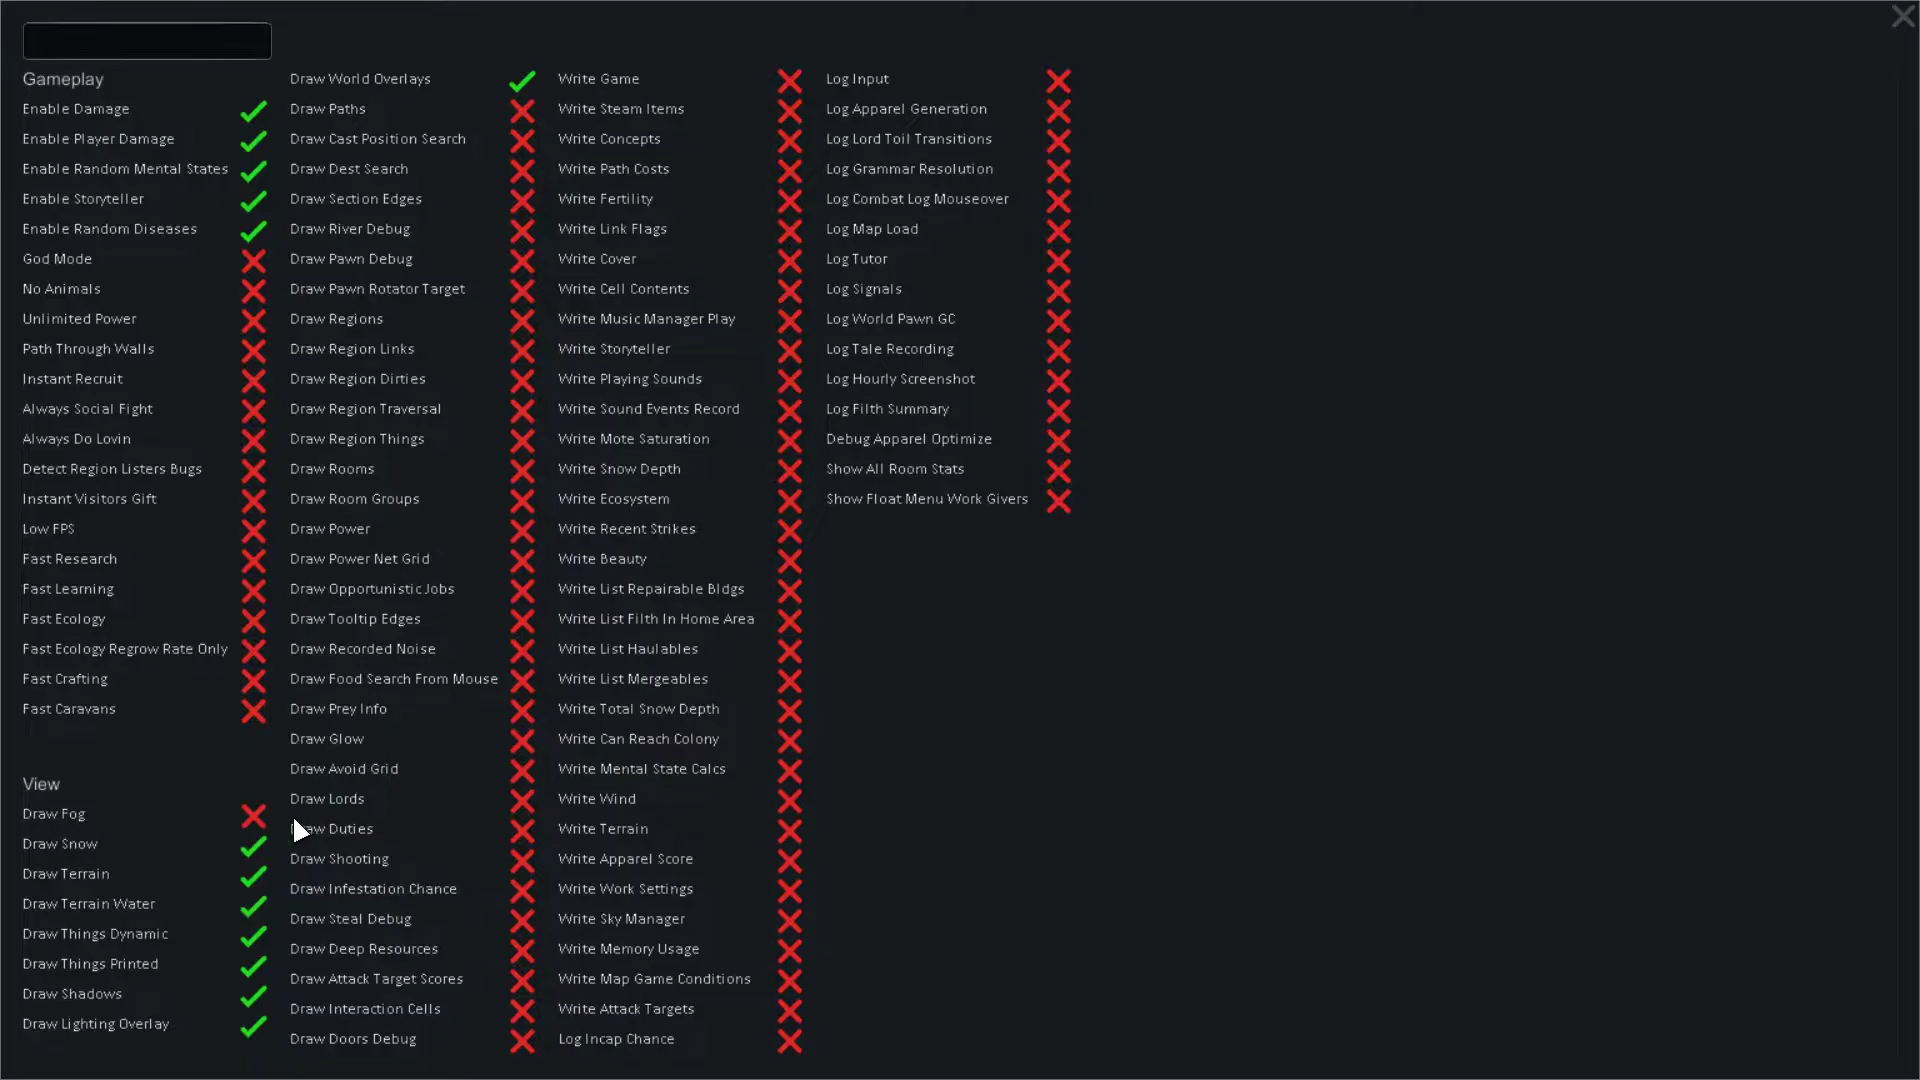 Gameplay
Enable Damage
Enable Player Damage
Enable Random Mental States
Enable Storyteller
Enable Random Diseases
God Mode
No Animals
Unlimited Power
Path Through Walls
Instant Recruit
Always Social Fight
Always Do Lovin
Detect Region Listers Bugs
Instant Visitors Gift
Low FPS
Fast Research
Fast Learning
Fast Ecology
Fast Ecology Regrow Rate Only
Fast Crafting
Fast Caravans
View
Draw Fog
Draw Snow
Draw Terrain
Draw Terrain Water
Draw Things Dynamic
Draw Things Printed
Draw Shadows
Draw Lighting Overlay
Draw World Overlays
Draw Paths
Draw Cast Position Search
Draw Dest Search
Draw Section Edges
Draw River Debug
Draw Pawn Debug
Draw Pawn Rotator Target
Draw Regions
Draw Region Links
Draw Region Dirties
Draw Region Traversal
Draw Region Things
Draw Rooms
Draw Room Groups
Draw Power
Draw Power Net Grid
Draw Opportunistic Jobs
Draw Tooltip Edges
Draw Recorded Noise
Draw Food Search From Mouse
Draw Prey Info
Draw Glow
Draw Avoid Grid
Draw Lords
Draw Duties
Draw Shooting
Draw Infestation Chance
Draw Steal Debug
Draw Deep Resources
Draw Attack Target Scores
Draw Interaction Cells
Draw Doors Debug
Write Game
Write Steam Items
Write Concepts
Write Path Costs
Write Fertility
Write Link Flags
Write Cover
Write Cell Contents
Write Music Manager Play
Write Storyteller
Write Playing Sounds
Write Sound Events Record
Write Mote Saturation
Write Snow Depth
Write Ecosystem
Write Recent Strikes
Write Beauty
Write List Repairable Bldgs
Write List Filth In Home Area
Write List Haulables
Write List Mergeables
Write Total Snow Depth
Write Can Reach Colony
Write Mental State Calcs
Write Wind
Write Terrain
Write Apparel Score
Write Work Settings
Write Sky Manager
Write Memory Usage
Write Map Game Conditions
Write Attack Targets
Log Incap Chance
Log Input
Log Apparel Generation
Log Lord Toil Transitions
Log Grammar Resolution
Log Combat Log Mouseover
Log Map Load
Log Tutor
Log Signals
Log World Pawn GC
Log Tale Recording
Log Hourly Screenshot
Log Filth Summary
Debug Apparel Optimize
Show All Room Stats
Show Float Menu Work Givers